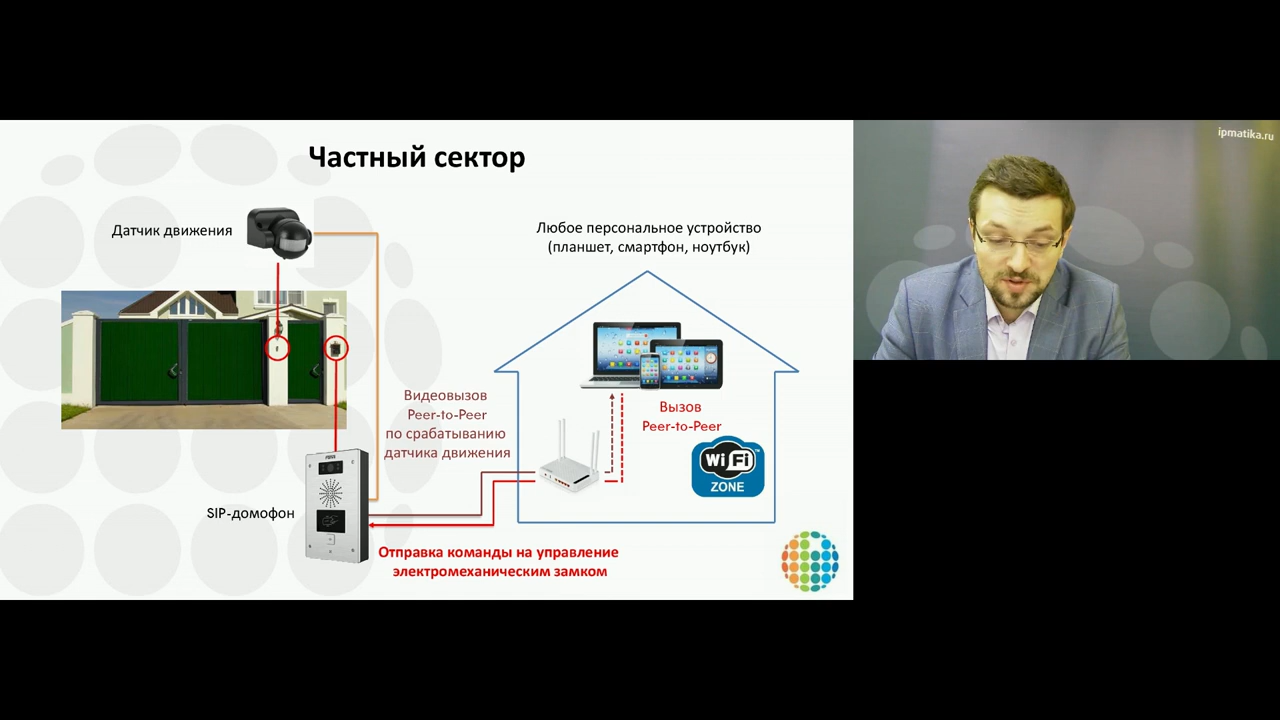 Частный сектор
ipmatika.ru
Датчик движения
Любое персональное устройство
(планшет, смартфон, ноутбук)
Видеовызов
Peer-to-Peer
по срабатыванию
датчика движения
Вызов
Peer-to-Peer
Wi Fi
ZONE
SIP-домофон
Отправка команды на управление
электромеханическим замком